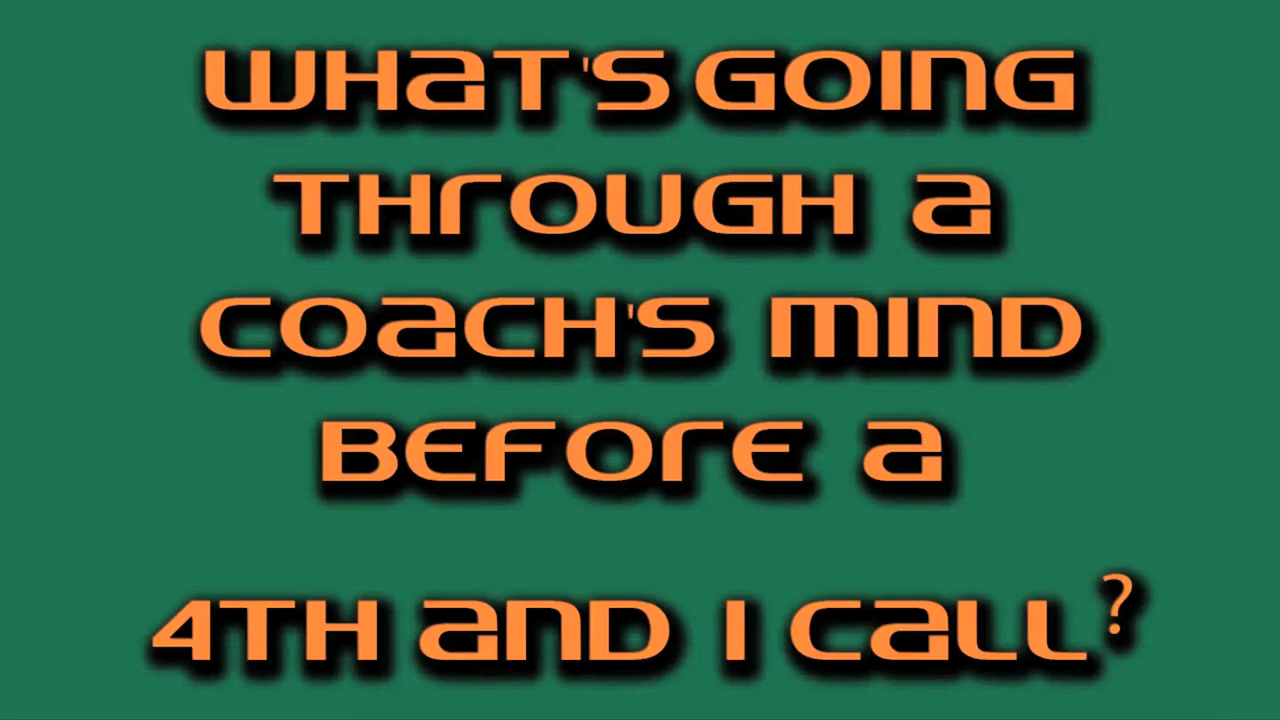 WHAT'S GOING
THROUGH A
COACH'S MIND
BEFORE A
4TH AND 1 CALL?